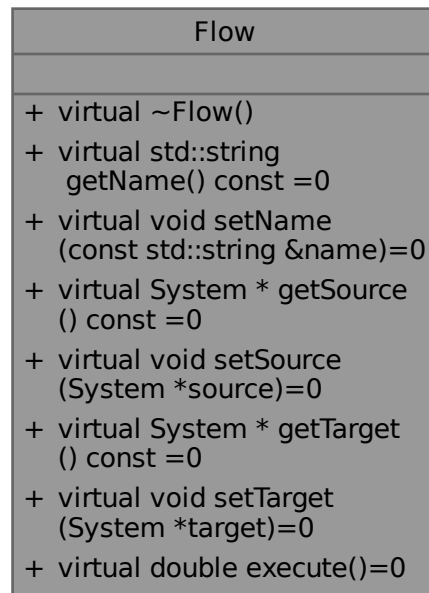 Flow
+ virtual ~Flow()
+ virtual std::string
getName() const =0
+ virtual void setName
(const std::string &name)=0
+ virtual System * getSource
() const =0
+ virtual void setSource
(System *source)=0
+ virtual System * getTarget
() const =0
+ virtual void setTarget
(System *target)=0
+ virtual double execute()=0